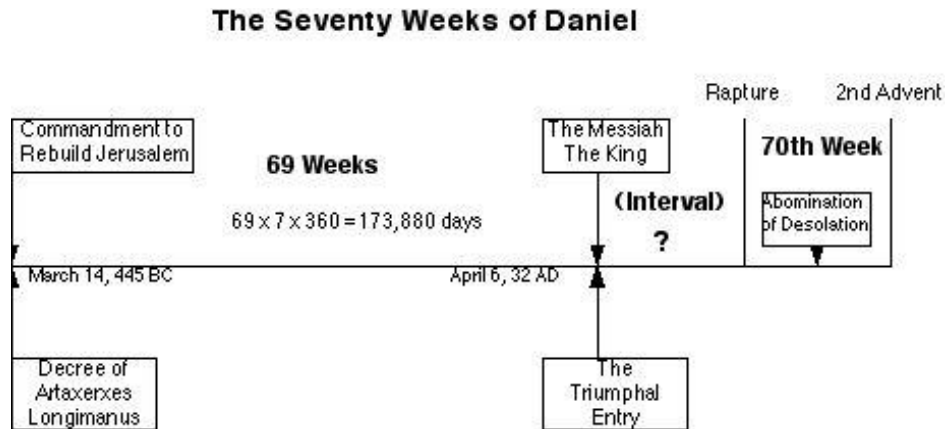 The Seventy Weeks of Daniel
Rapture
2nd Advent
Commandment to
Rebuild Jerusalem
69 Weeks
69 x 7 x 360 = 173,880 days
The Messiah
The King
(Interval)
?
70th Week
Abomination
of Desolation
March 14, 445 BC
April 6, 32 AD
Decree of
Artaxerxes
Longimanus
The
Triumphal
Entry